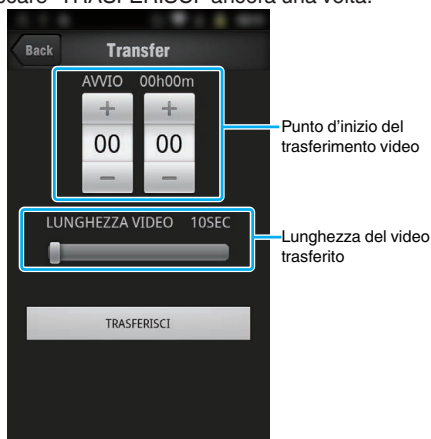 "TRASFERISCI" ancora una volta.
Back Transfer
AVVIO 00h00m
+ +
00 00
− −
Punto d'inizio del
trasferimento video
LUNGHEZZA VIDEO 10SEC
Lunghezza del video
trasferito
TRASFERISCI